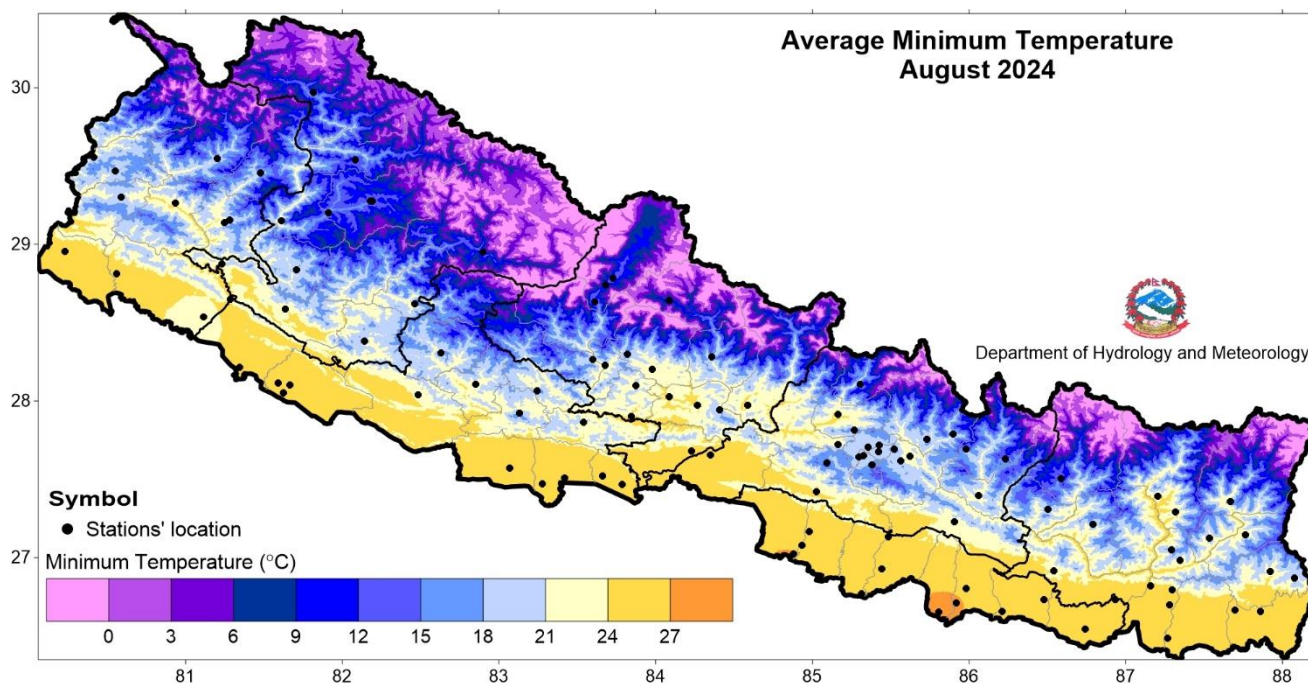 Average Minimum Temperature
August 2024
30
29
28
27
Department of Hydrology and Meteorology
Symbol
Stations' location
Minimum Temperature (°C)
0 3 6 9 12 15 18 21 24 27
81 82 83 84 85 86 87 88